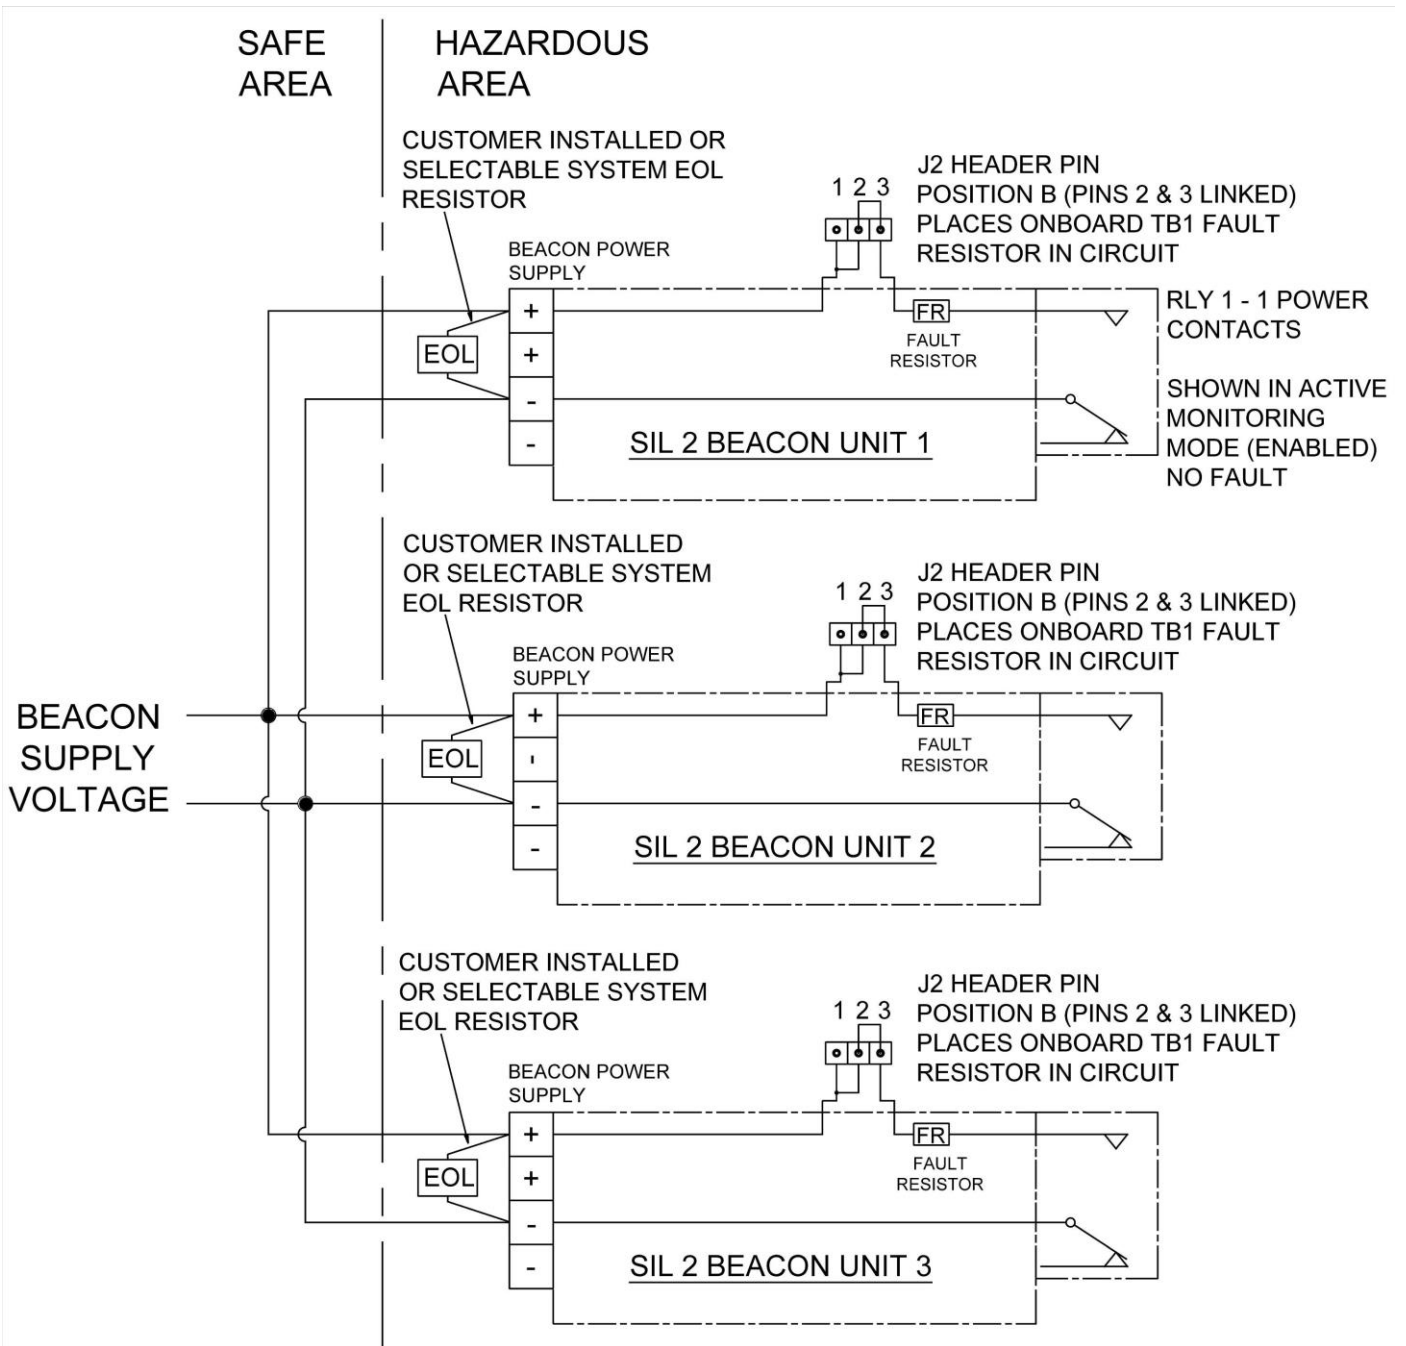 SAFE
AREA
HAZARDOUS
AREA
CUSTOMER INSTALLED OR
SELECTABLE SYSTEM EOL
RESISTOR
1 2 3
J2 HEADER PIN
POSITION B (PINS 2 & 3 LINKED)
PLACES ONBOARD TB1 FAULT
RESISTOR IN CIRCUIT
BEACON POWER
SUPPLY
+
+
-
-
EOL
FR
FAULT
RESISTOR
RLY 1 - 1 POWER
CONTACTS
SHOWN IN ACTIVE
MONITORING
MODE (ENABLED)
NO FAULT
SIL 2 BEACON UNIT 1
CUSTOMER INSTALLED
OR SELECTABLE SYSTEM
EOL RESISTOR
1 2 3
J2 HEADER PIN
POSITION B (PINS 2 & 3 LINKED)
PLACES ONBOARD TB1 FAULT
RESISTOR IN CIRCUIT
BEACON POWER
SUPPLY
BEACON
SUPPLY
VOLTAGE
+
-
-
-
EOL
FR
FAULT
RESISTOR
SIL 2 BEACON UNIT 2
CUSTOMER INSTALLED
OR SELECTABLE SYSTEM
EOL RESISTOR
1 2 3
J2 HEADER PIN
POSITION B (PINS 2 & 3 LINKED)
PLACES ONBOARD TB1 FAULT
RESISTOR IN CIRCUIT
BEACON POWER
SUPPLY
+
+
-
-
EOL
FR
FAULT
RESISTOR
SIL 2 BEACON UNIT 3